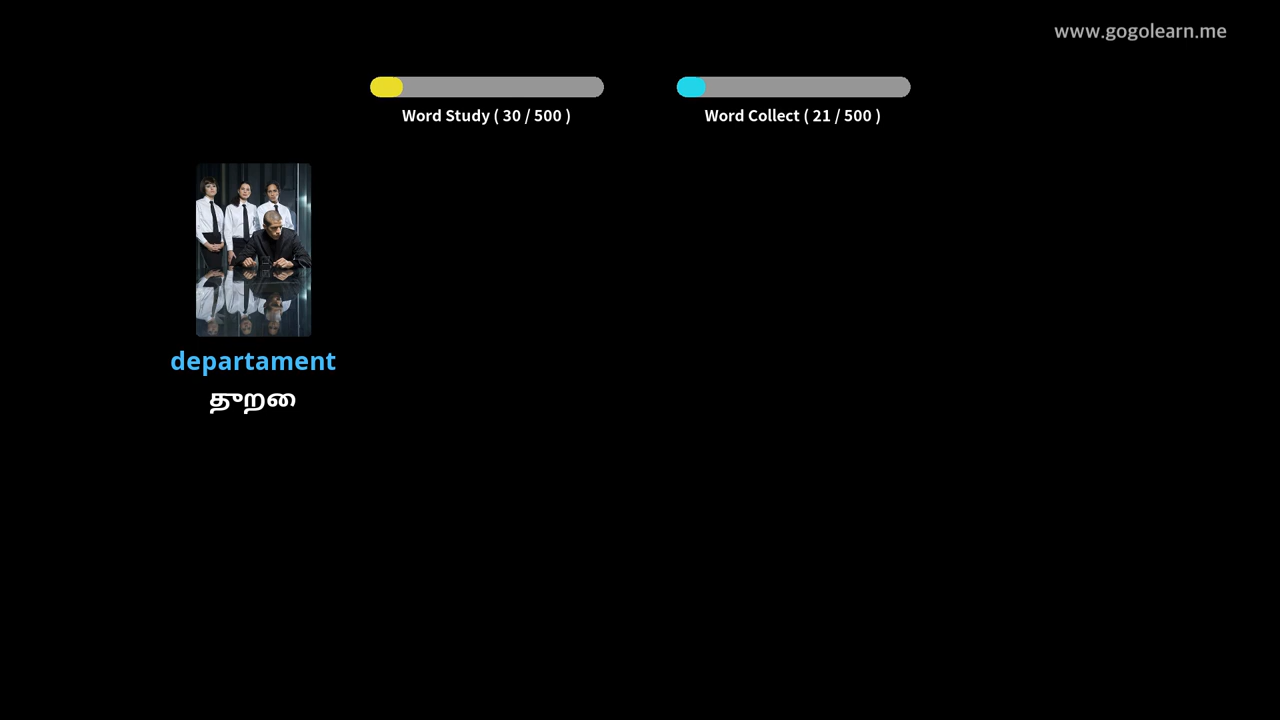 www.gogolearn.me
Word Study ( 30 / 500 )
Word Collect ( 21 / 500 )
departament
துறை